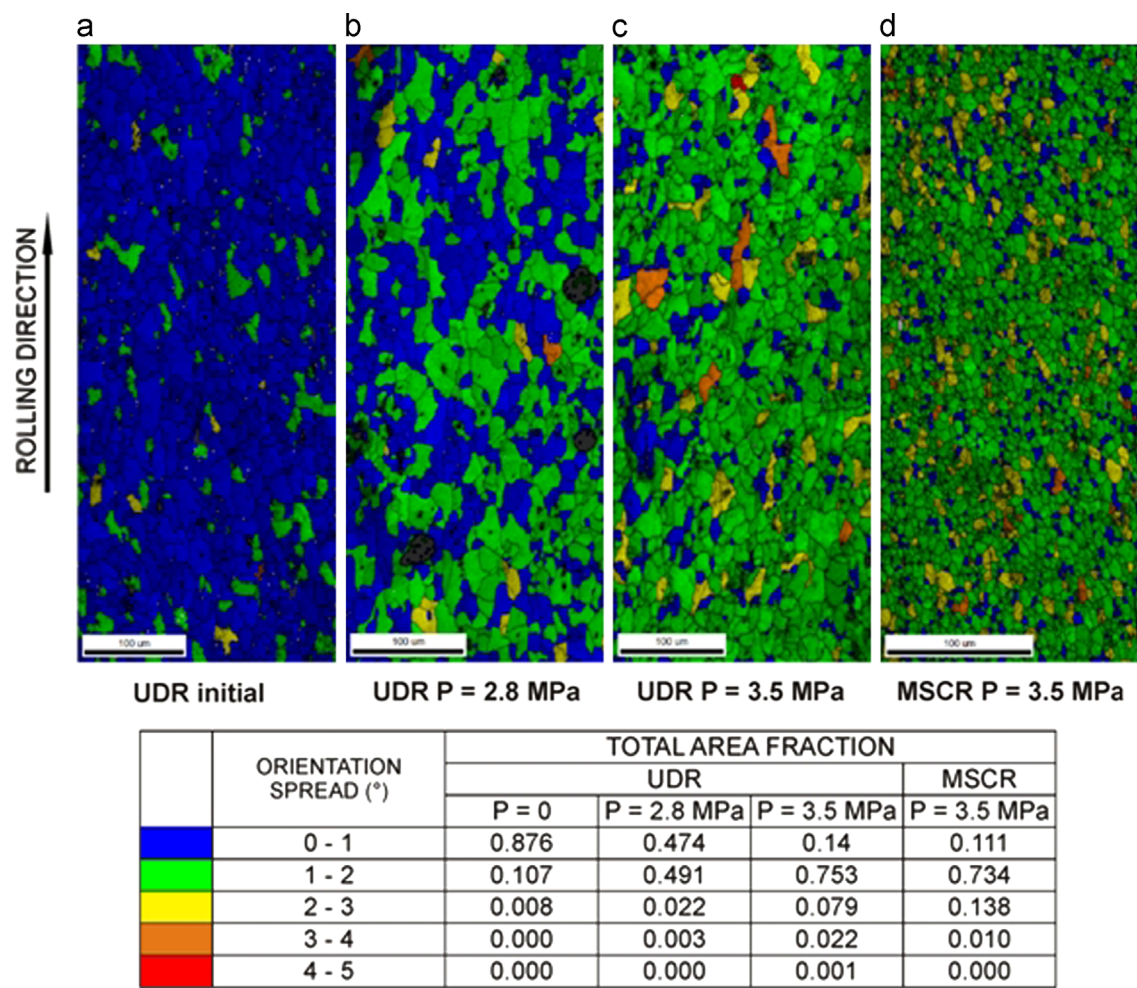 a b c d
ROLLING DIRECTION
100 um 100 um 100 um 100 um
UDR initial UDR P = 2.8 MPa UDR P = 3.5 MPa MSCR P = 3.5 MPa
ORIENTATION SPREAD (°) TOTAL AREA FRACTION
UDR MSCR
P = 0 P = 2.8 MPa P = 3.5 MPa P = 3.5 MPa
0 - 1 0.876 0.474 0.14 0.111
1 - 2 0.107 0.491 0.753 0.734
2 - 3 0.008 0.022 0.079 0.138
3 - 4 0.000 0.003 0.022 0.010
4 - 5 0.000 0.000 0.001 0.000